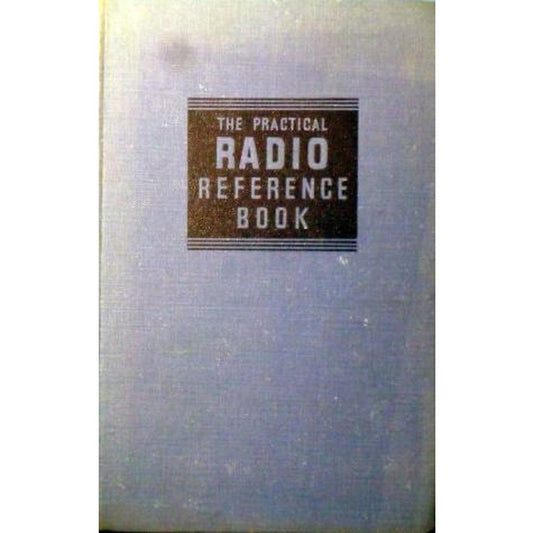 THE PRACTICAL
RADIO
REFERENCE
BOOK